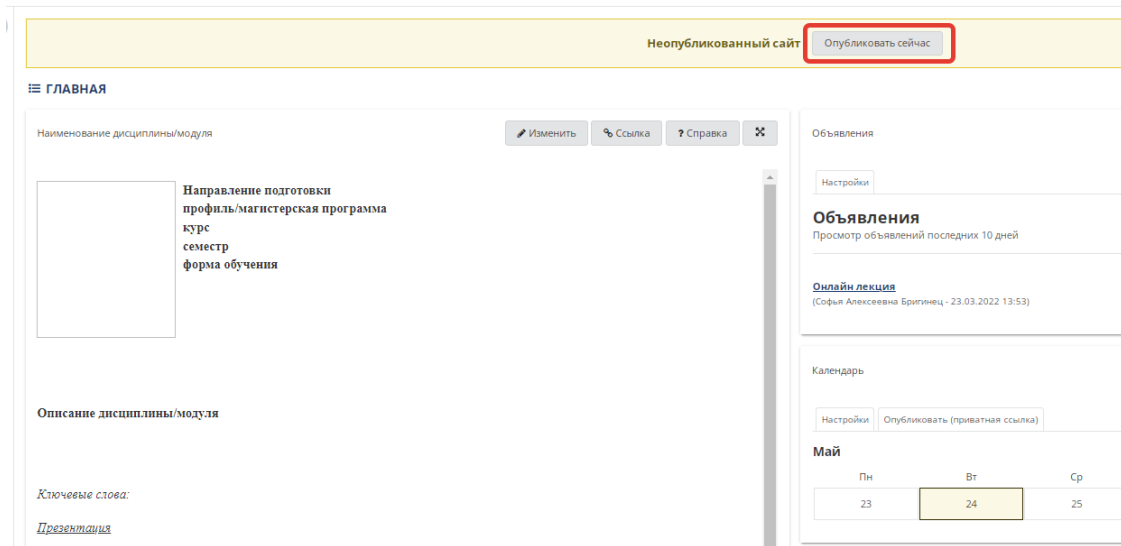 Неопубликованный сайт Опубликовать сейчас
ГЛАВНАЯ
Наименование дисциплины/модуля
Изменить Ссылка ? Справка
Направление подготовки
профиль/магистерская программа
курс
семестр
форма обучения
Описание дисциплины/модуля
Ключевые слова:
Презентация
Объявления
Настройки
Объявления
Просмотр объявлений последних 10 дней
Онлайн лекция
(Софья Алексеевна Бригинец - 23.03.2022 13:53)
Календарь
Настройки Опубликовать (приватная ссылка)
Май
Пн Вт Ср
23 24 25